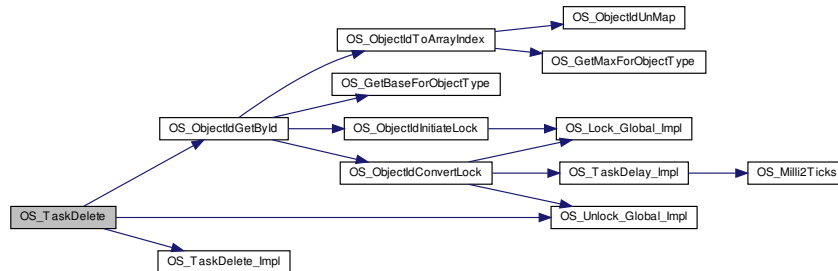 OS_ObjectIdUnMap
OS_ObjectIdToArrayIndex
OS_GetMaxForObjectType
OS_GetBaseForObjectType
OS_ObjectIdGetById
OS_ObjectIdInitiateLock
OS_Lock_Global_Impl
OS_ObjectIdConvertLock
OS_TaskDelay_Impl
OS_Milli2Ticks
OS_TaskDelete
OS_Unlock_Global_Impl
OS_TaskDelete_Impl